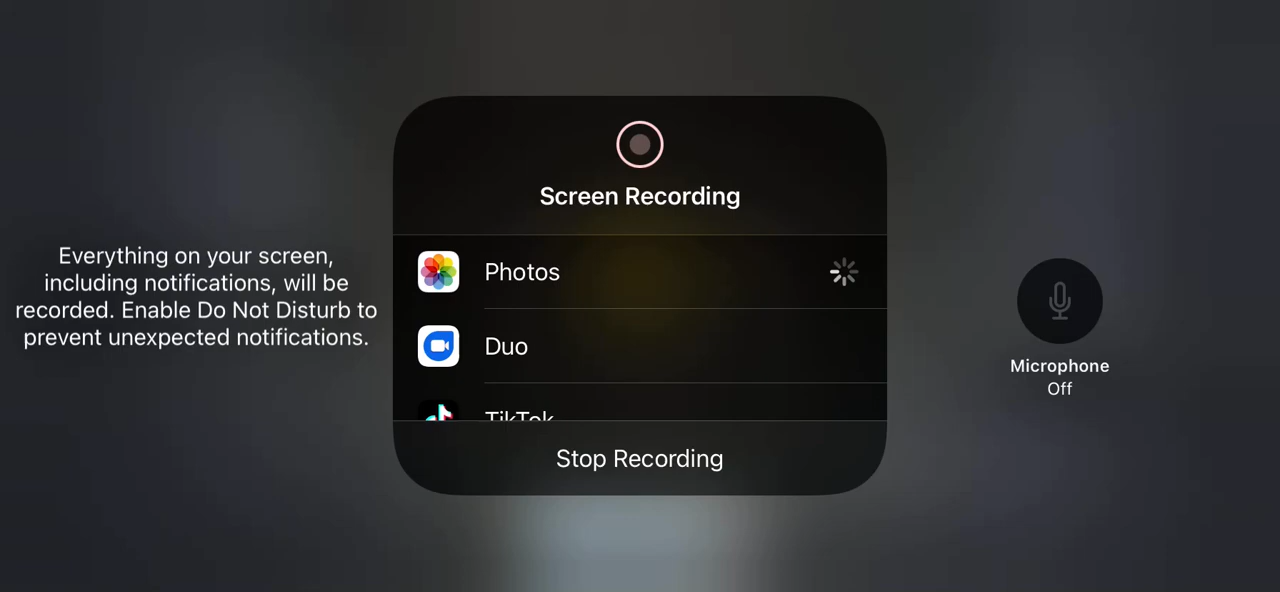 Screen Recording
Everything on your screen,
including notifications, will be
recorded. Enable Do Not Disturb to
prevent unexpected notifications.
Photos
Duo
TikTok
Stop Recording
Microphone
Off